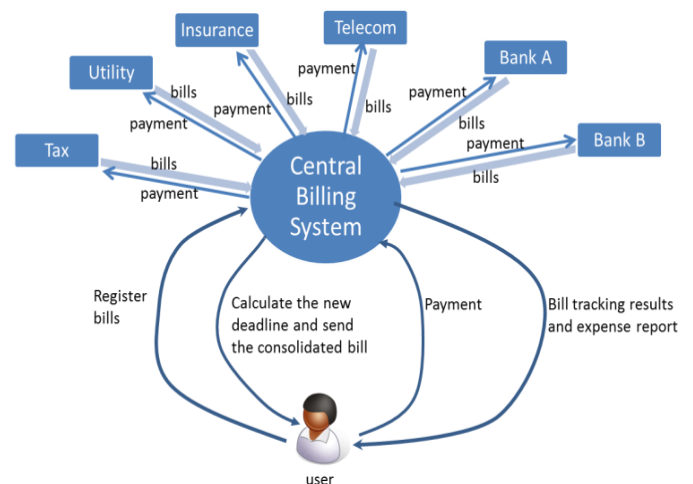 Insurance
Telecom
Utility
Bank A
Tax
Bank B
bills
payment
bills
payment
payment
bills
payment
bills
payment
bills
payment
bills
Central
Billing
System
Register
bills
Calculate the new
deadline and send
the consolidated bill
Payment
Bill tracking results
and expense report
user